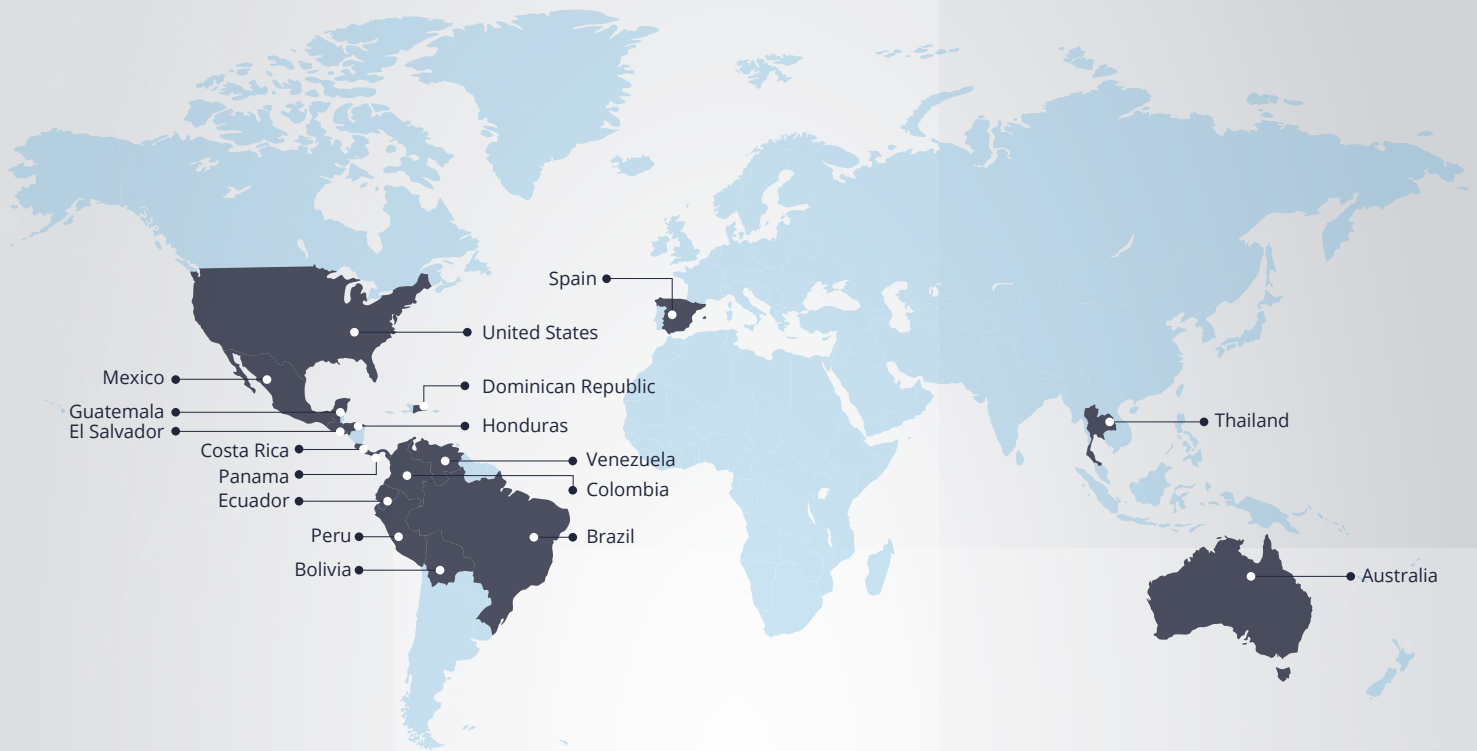 Spain
United States
Mexico
Dominican Republic
Guatemala
El Salvador
Honduras
Thailand
Costa Rica
Venezuela
Panama
Colombia
Ecuador
Peru
Brazil
Bolivia
Australia